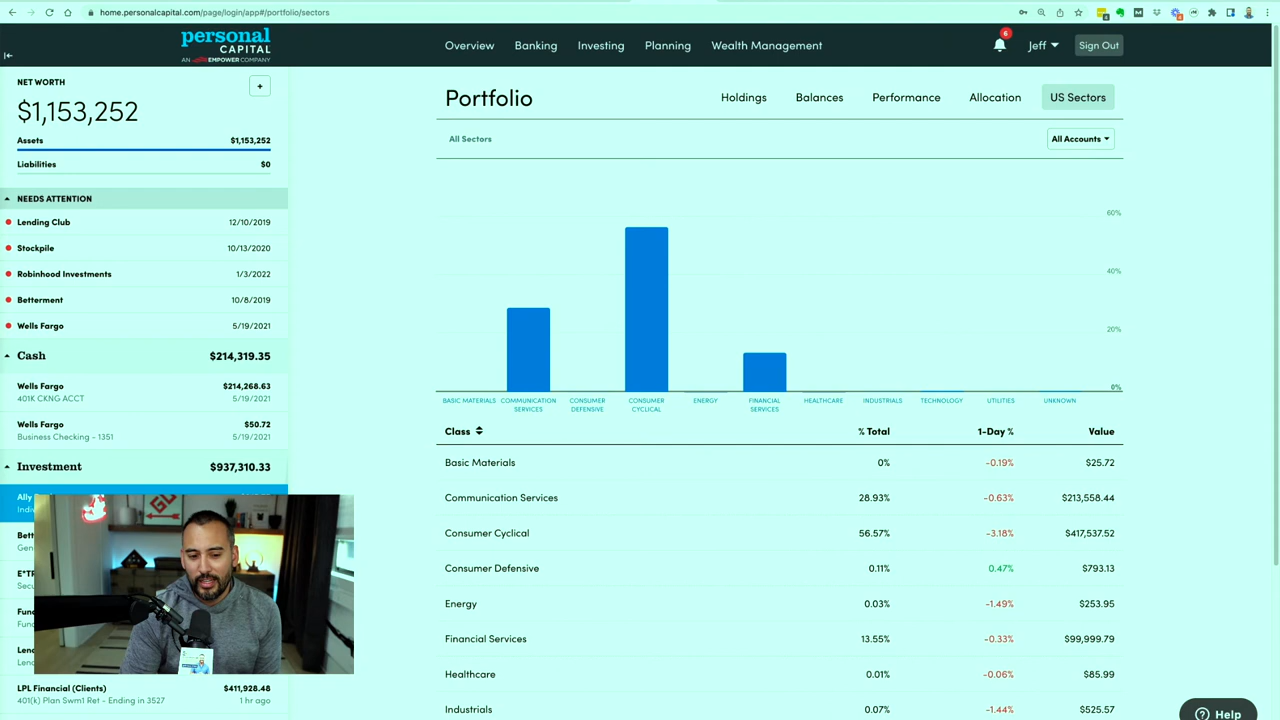 home.personalcapital.com/page/login/app#/portfolio/sectors
personal
CAPITAL
AN EMPOWER COMPANY
Overview Banking Investing Planning Wealth Management
6
Jeff
Sign Out
NET WORTH
+
$1,153,252
Assets $1,153,252
Liabilities $0
NEEDS ATTENTION
Lending Club 12/10/2019
Stockpile 10/13/2020
Robinhood Investments 1/3/2022
Betterment 10/8/2019
Wells Fargo 5/19/2021
Cash $214,319.35
Wells Fargo $214,268.63
401K CKNG ACCT 5/19/2021
Wells Fargo $50.72
Business Checking - 1351 5/19/2021
Investment $937,310.33
Ally
LPL Financial (Clients) $411,928.48
401(k) Plan Swm1 Ret - Ending in 3527 1 hr ago
Portfolio
Holdings Balances Performance Allocation US Sectors
All Sectors
All Accounts
60%
40%
20%
0%
BASIC MATERIALS
COMMUNICATION SERVICES
CONSUMER DEFENSIVE
CONSUMER CYCLICAL
ENERGY
FINANCIAL SERVICES
HEALTHCARE
INDUSTRIALS
TECHNOLOGY
UTILITIES
UNKNOWN
Class % Total 1-Day % Value
Basic Materials 0% -0.19% $25.72
Communication Services 28.93% -0.63% $213,558.44
Consumer Cyclical 56.57% -3.18% $417,537.52
Consumer Defensive 0.11% 0.47% $793.13
Energy 0.03% -1.49% $253.95
Financial Services 13.55% -0.33% $99,999.79
Healthcare 0.01% -0.06% $85.99
Industrials 0.07% -1.44% $525.57
Help